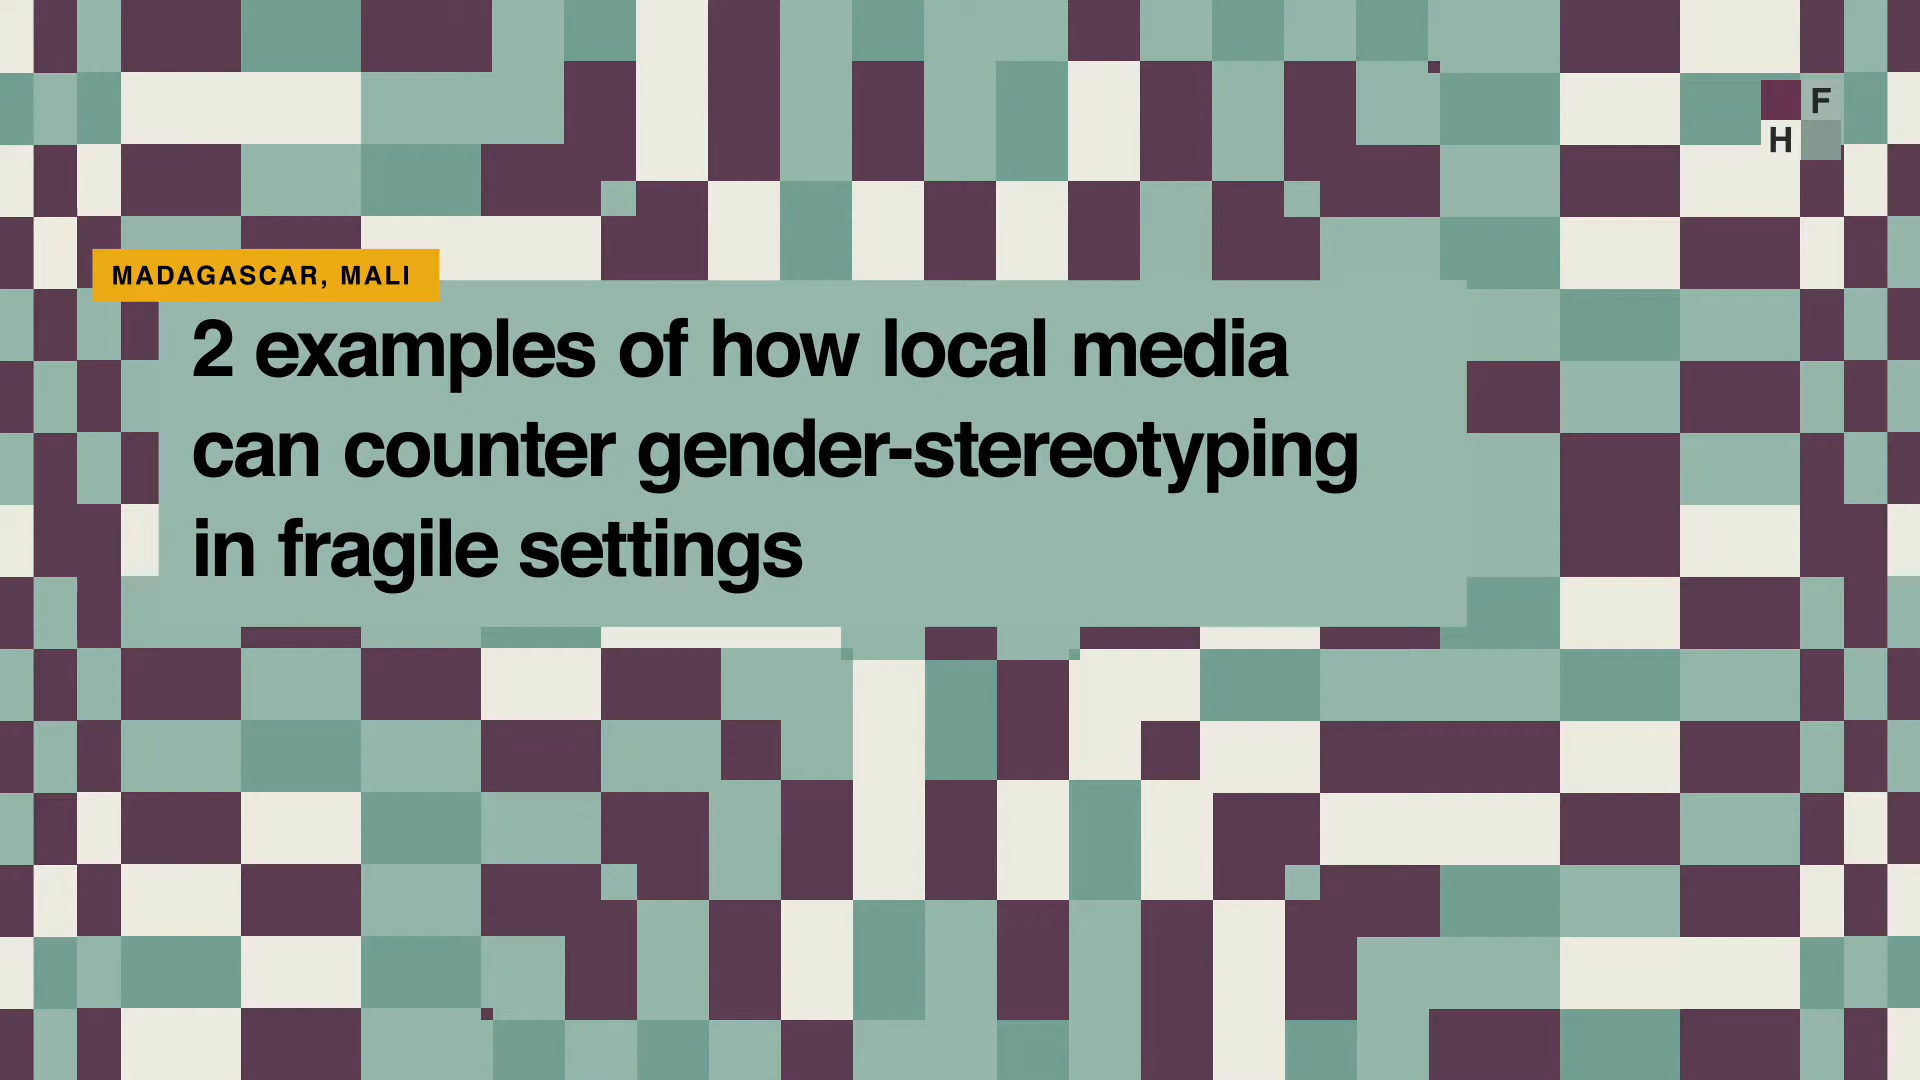 F
H
MADAGASCAR, MALI
2 examples of how local media
can counter gender-stereotyping
in fragile settings